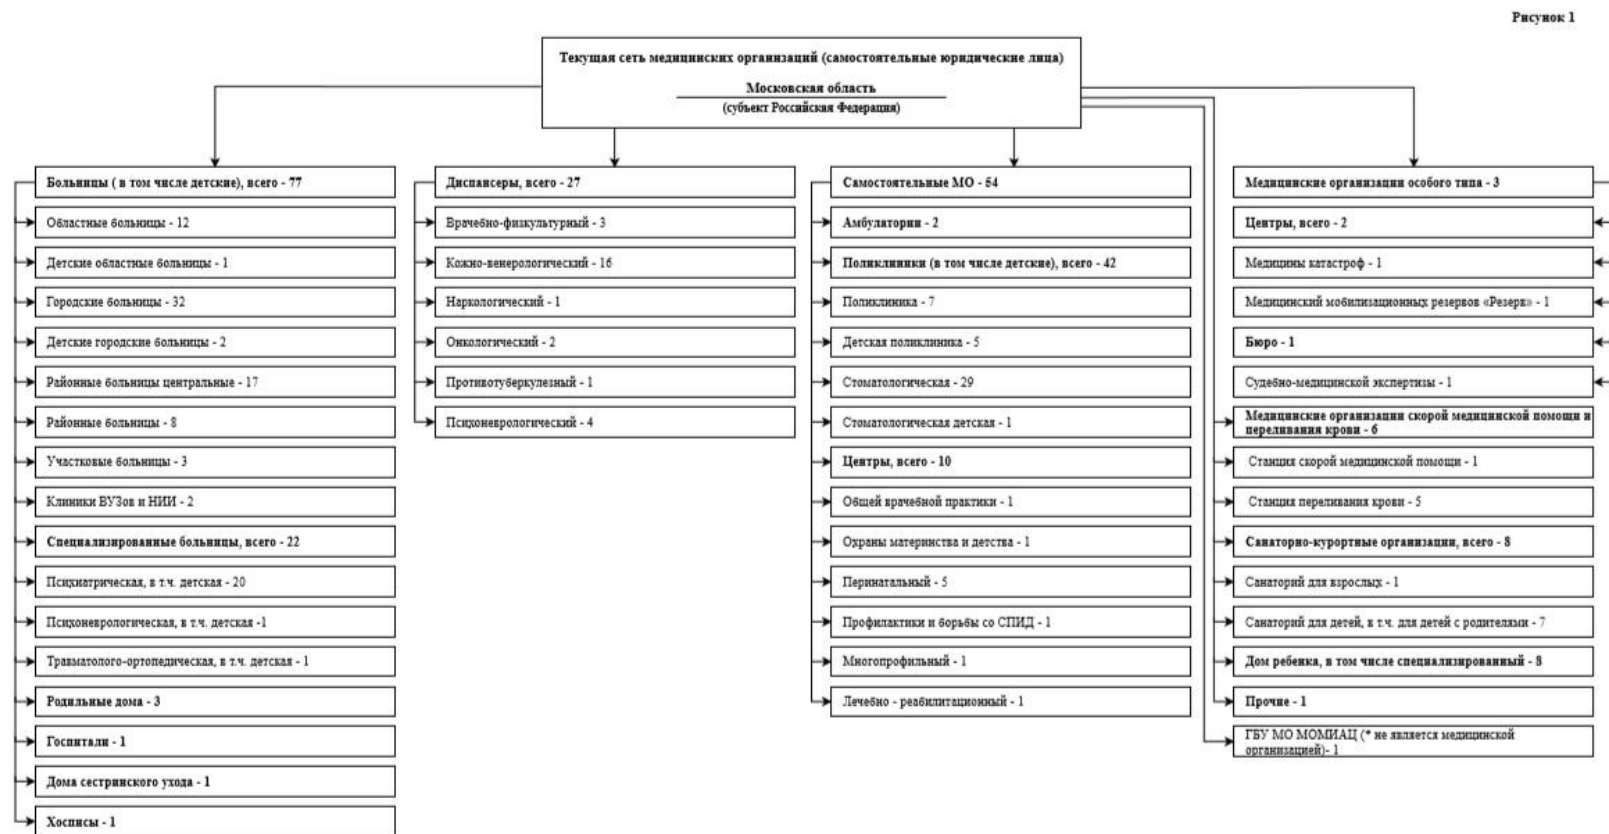 Рисунок 1
Текущая сеть медицинских организаций (самостоятельные юридические лица)
Московская область
(субъект Российская Федерация)
Больницы ( в том числе детские), всего - 77
Областные больницы - 12
Детские областные больницы - 1
Городские больницы - 32
Детские городские больницы - 2
Районные больницы центральные - 17
Районные больницы - 8
Участковые больницы - 3
Клиники ВУЗов и НИИ - 2
Специализированные больницы, всего - 22
Психиатрическая, в т.ч. детская - 20
Психоневрологическая, в т.ч. детская -1
Травматолого-ортопедическая, в т.ч. детская - 1
Родильные дома - 3
Госпитали - 1
Дома сестринского ухода - 1
Хосписы - 1
Диспансеры, всего - 27
Врачебно-физкультурный - 3
Кожно-венерологический - 16
Наркологический - 1
Онкологический - 2
Противотуберкулезный - 1
Психоневрологический - 4
Самостоятельные МО - 54
Амбулатории - 2
Поликлиники (в том числе детские), всего - 42
Поликлиника - 7
Детская поликлиника - 5
Стоматологическая - 29
Стоматологическая детская - 1
Центры, всего - 10
Общей врачебной практики - 1
Охраны материнства и детства - 1
Перинатальный - 5
Профилактики и борьбы со СПИД - 1
Многопрофильный - 1
Лечебно - реабилитационный - 1
Медицинские организации особого типа - 3
Центры, всего - 2
Медицины катастроф - 1
Медицинский мобилизационных резервов «Резерв» - 1
Бюро - 1
Судебно-медицинской экспертизы - 1
Медицинские организации скорой медицинской помощи и
переливания крови - 6
Станция скорой медицинской помощи - 1
Станция переливания крови - 5
Санаторно-курортные организации, всего - 8
Санаторий для взрослых - 1
Санаторий для детей, в т.ч. для детей с родителями - 7
Дом ребенка, в том числе специализированный - 8
Прочие - 1
ГБУ МО МОМИАЦ (* не является медицинской
организацией)- 1